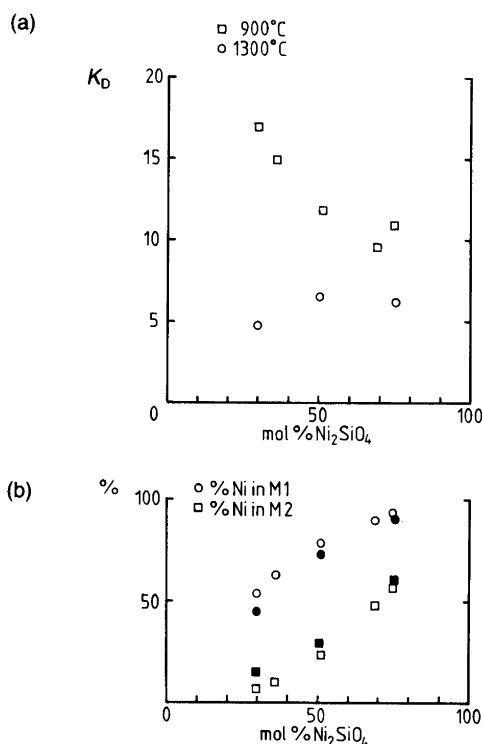 (a)
□ 900°C
○ 1300°C
K_D
20
15
10
5
0 50 100
mol % Ni₂SiO₄
(b)
% ○ % Ni in M1
□ % Ni in M2
100
50
0 50 100
mol % Ni₂SiO₄